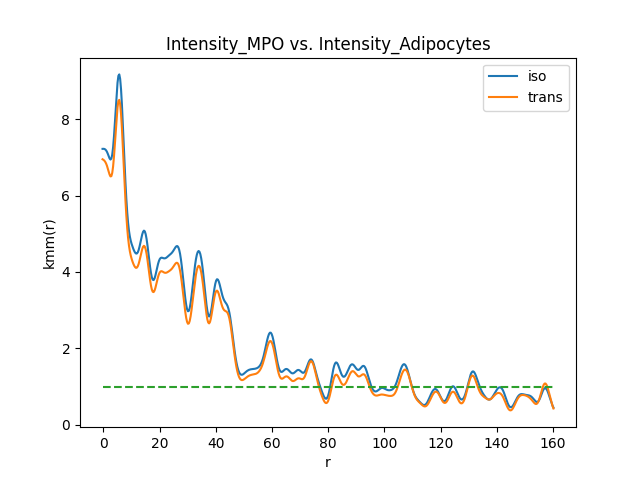 Intensity_MPO vs. Intensity_Adipocytes
iso
trans
kmm(r)
8
6
4
2
0
0 20 40 60 80 100 120 140 160
r